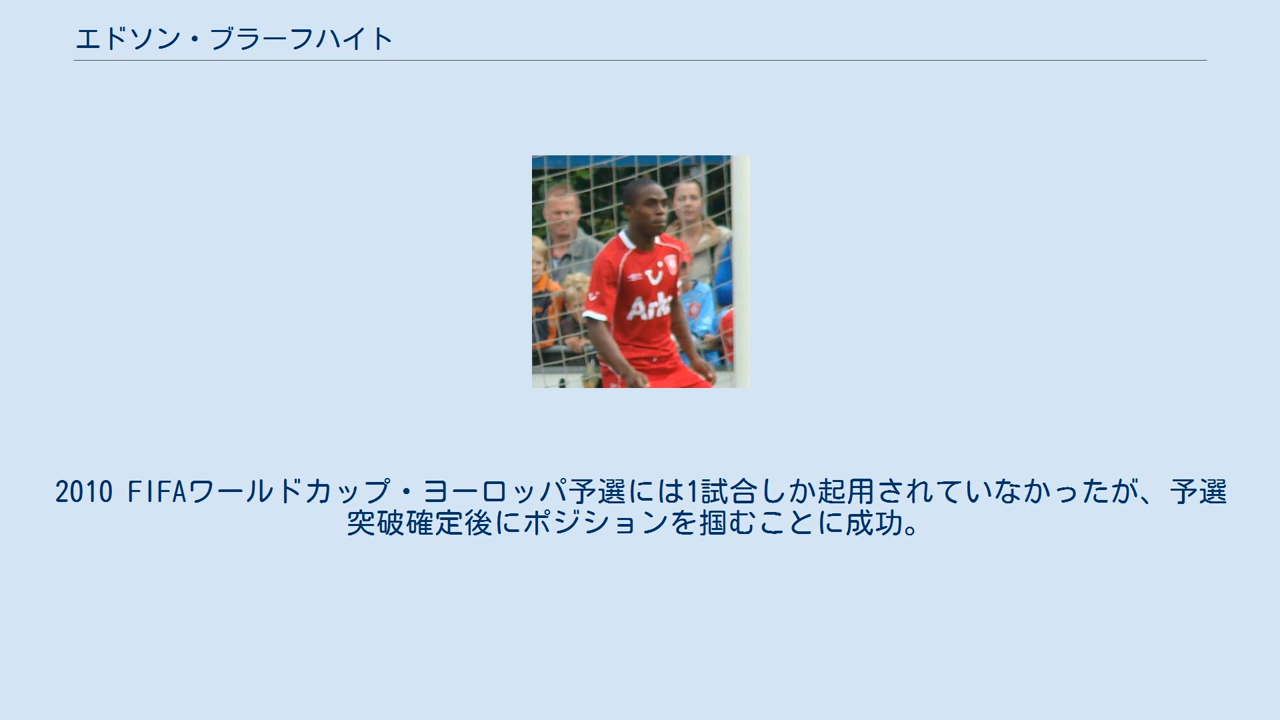 エドソン・ブラーフハイト
Arke
2010 FIFAワールドカップ・ヨーロッパ予選には1試合しか起用されていなかったが、予選
突破確定後にポジションを掴むことに成功。